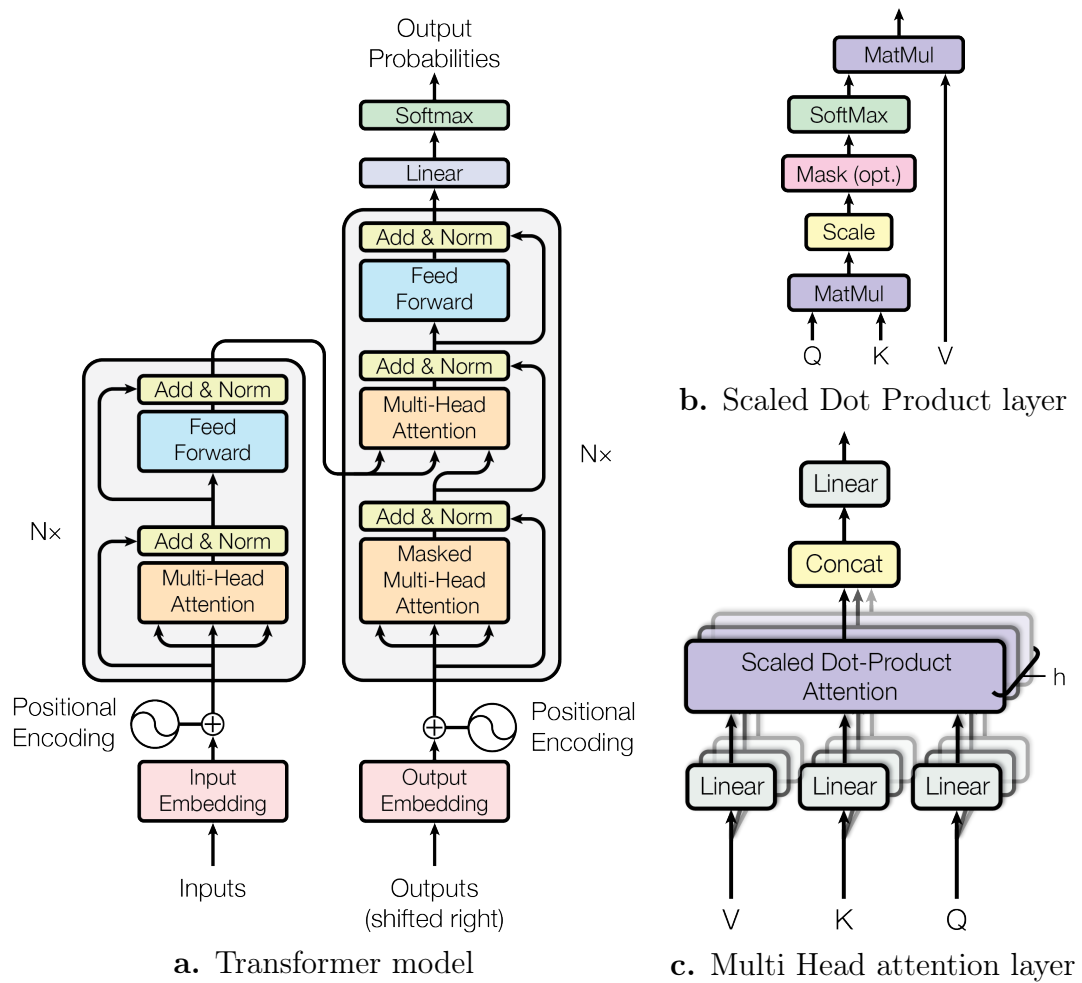 Output
Probabilities
Softmax
Linear
Add & Norm
Feed
Forward
Add & Norm
Multi-Head
Attention
Add & Norm
Masked
Multi-Head
Attention
N×
Add & Norm
Feed
Forward
Add & Norm
Multi-Head
Attention
N×
Positional
Encoding
Positional
Encoding
Input
Embedding
Output
Embedding
Inputs
Outputs
(shifted right)
a. Transformer model
MatMul
SoftMax
Mask (opt.)
Scale
MatMul
Q K V
b. Scaled Dot Product layer
Linear
Concat
Scaled Dot-Product
Attention
h
Linear Linear Linear
V K Q
c. Multi Head attention layer